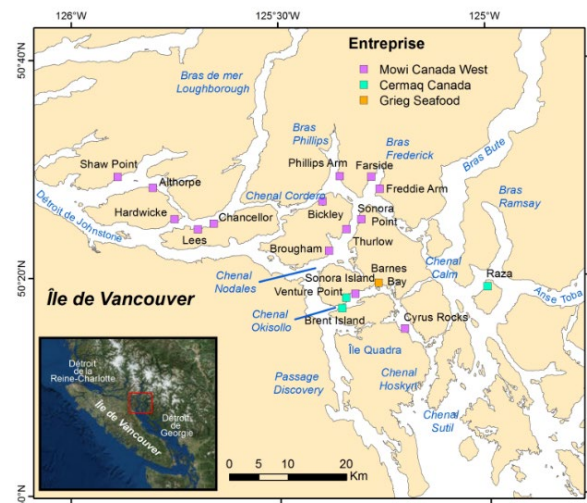 126°W
125°30'W
125°W
50°40'N
Entreprise
Mowi Canada West
Cermaq Canada
Grieg Seafood
Bras de mer
Loughborough
Bras
Phillips
Bras
Frederick
Bras Bute
Bras
Ramsay
Shaw Point
Althorpe
Phillips Arm
Farside
Freddie Arm
Détroit de Johnstone
Hardwicke
Lees
Chancellor
Chenal Cordero
Bickley
Sonora
Point
Thurlow
Brougham
50°20'N
Chenal
Nodales
Sonora Island
Barnes
Bay
Chenal
Calm
Raza
Anse Toba
Île de Vancouver
Venture Point
Chenal
Okisollo
Brent Island
Cyrus Rocks
Île Quadra
Passage
Discovery
Chenal
Hoskyn
Chenal
Sutil
Détroit
de la
Reine-Charlotte
Île de Vancouver
Détroit
de
Géorgie
0 5 10 20
Km
0°N